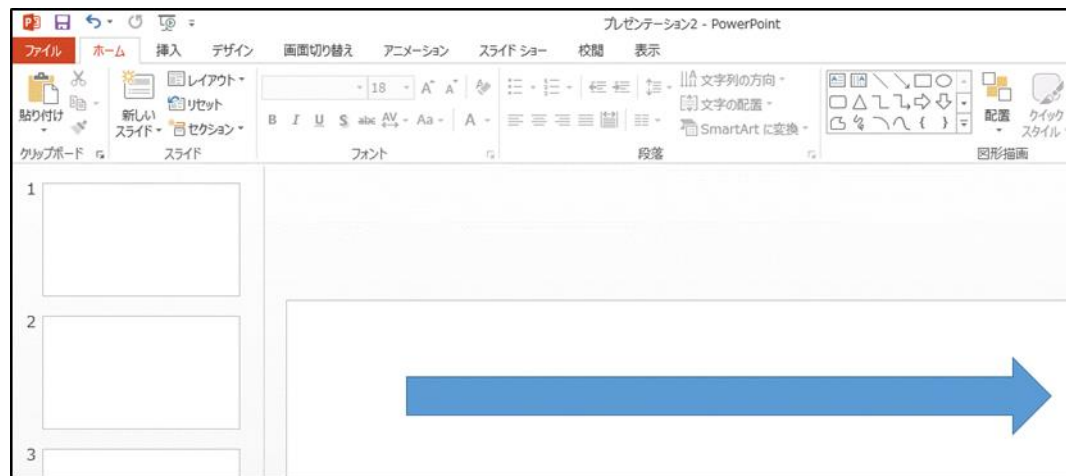 プレゼンテーション2 - PowerPoint
ファイル ホーム 挿入 デザイン 画面切り替え アニメーション スライド ショー 校閲 表示
貼り付け
新しい
スライド
レイアウト
リセット
セクション
18
A A
B I U S abc AV Aa A
文字列の方向
文字の配置
SmartArt に変換
配置
クイック
スタイル
クリップボード スライド フォント 段落 図形描画
1
2
3